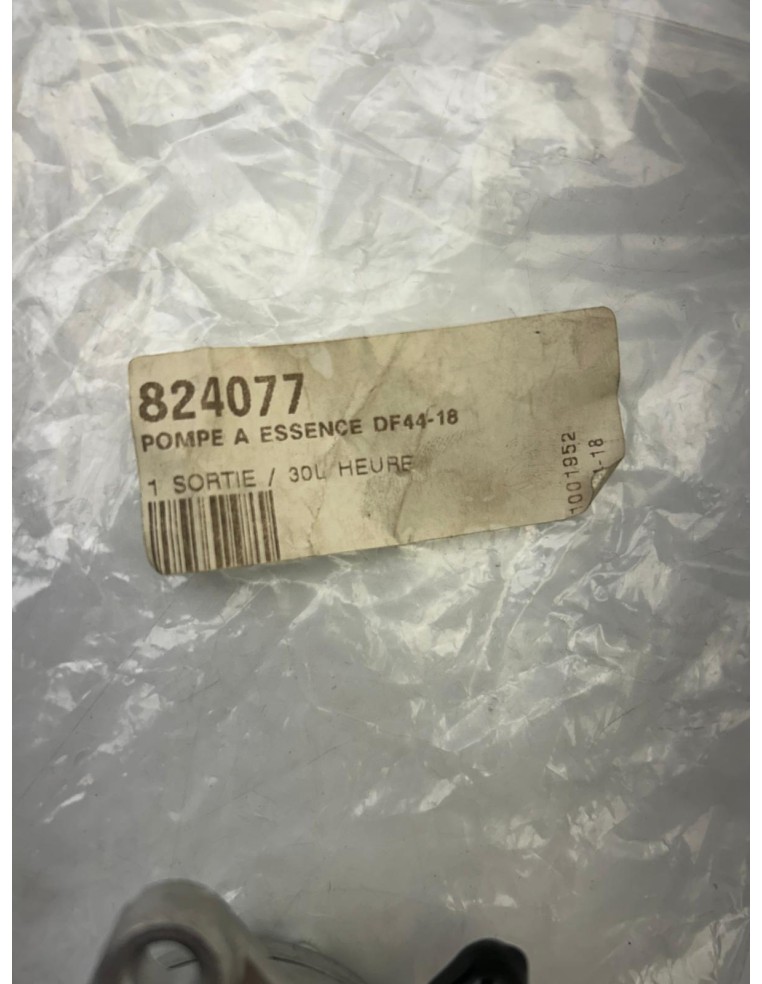 824077
POMPE A ESSENCE DF44-18
1 SORTIE / 30L HEURE
1001952
-18